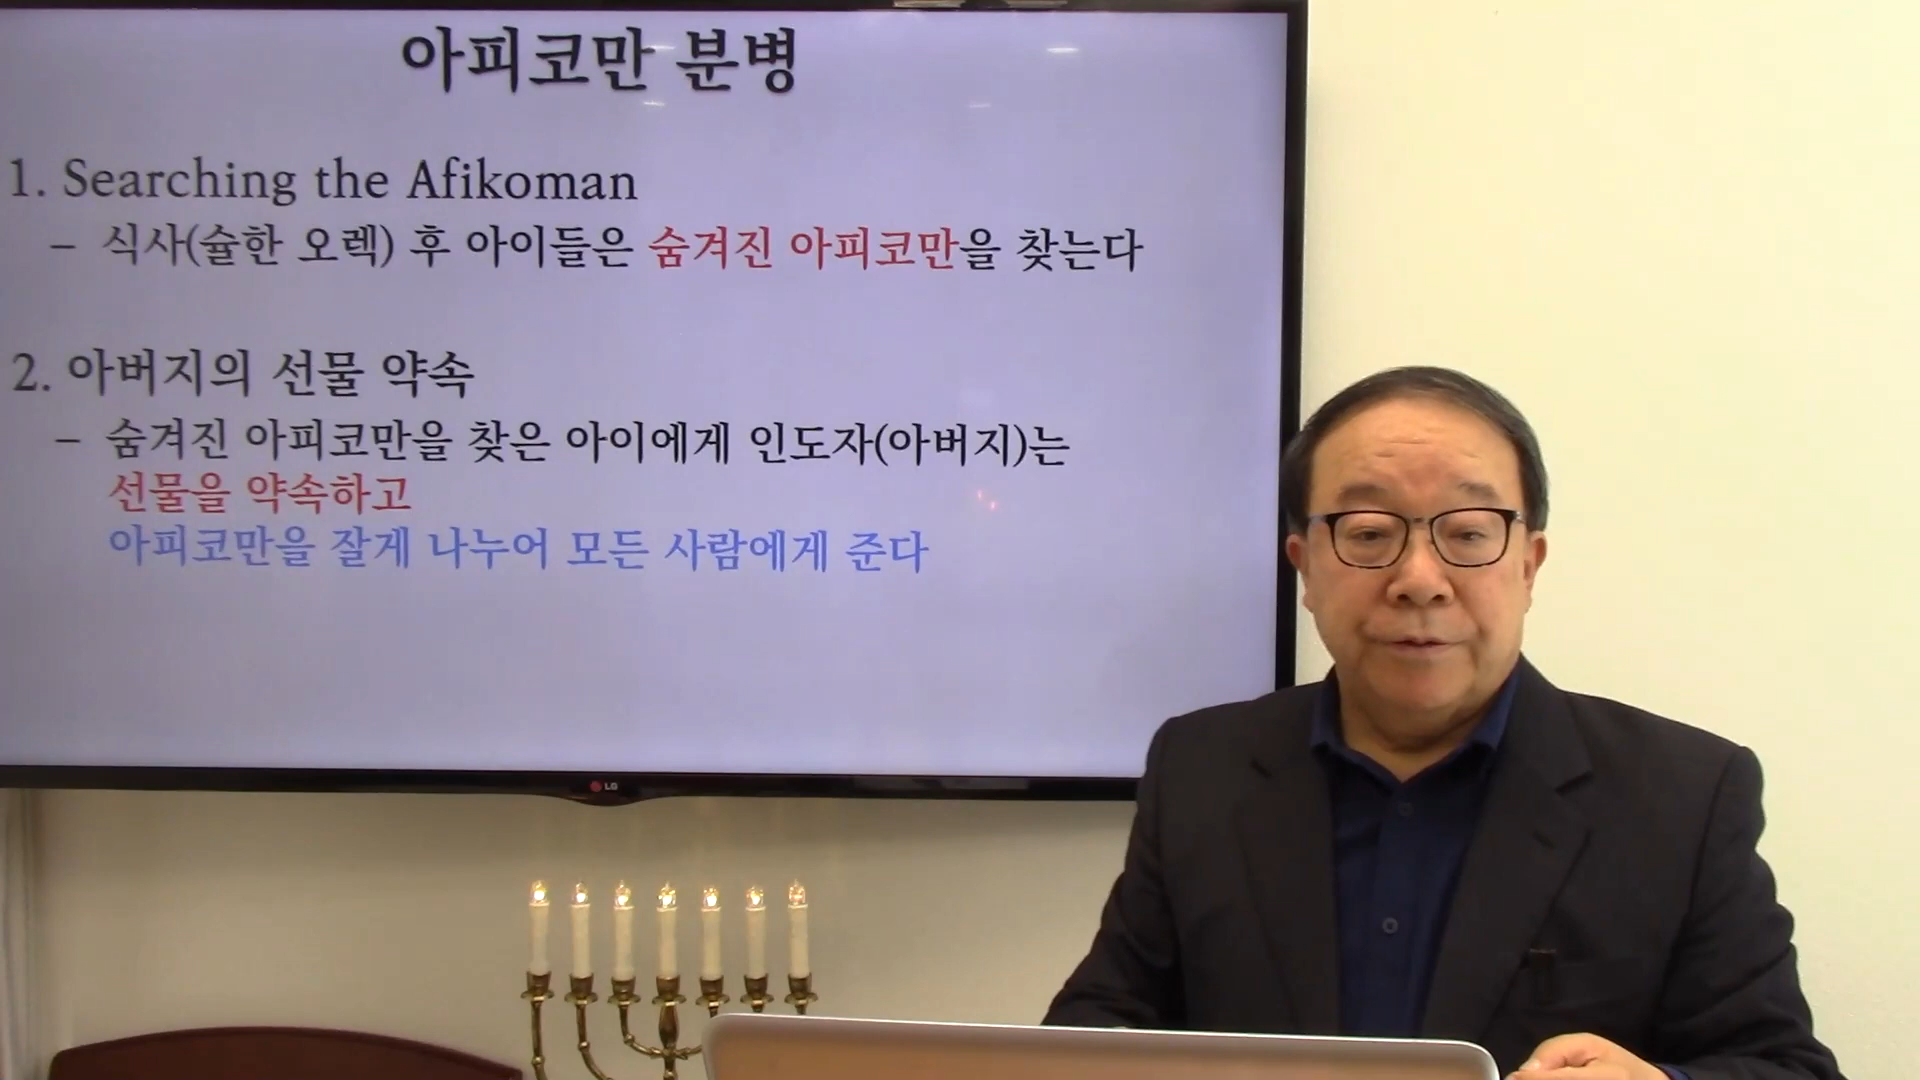 아피코만 분병
1. Searching the Afikoman
– 식사(슐한 오렉) 후 아이들은 숨겨진 아피코만을 찾는다
2. 아버지의 선물 약속
– 숨겨진 아피코만을 찾은 아이에게 인도자(아버지)는
선물을 약속하고
아피코만을 잘게 나누어 모든 사람에게 준다
LG